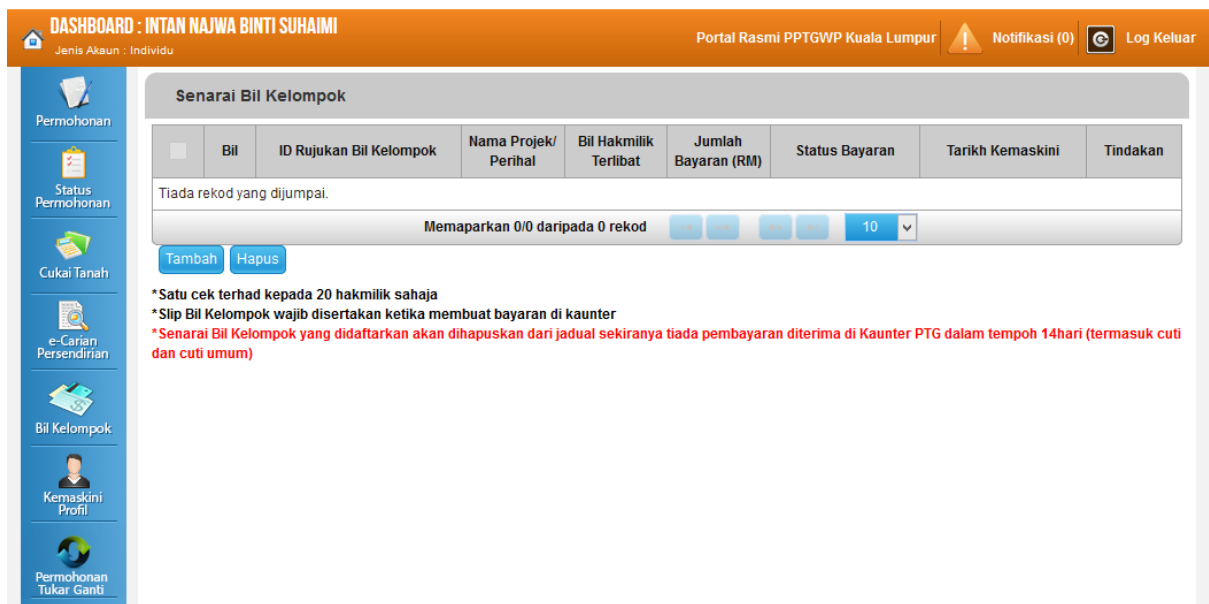 DASHBOARD : INTAN NAJWA BINTI SUHAIMI
Jenis Akaun : Individu
Portal Rasmi PPTGWP Kuala Lumpur
Notifikasi (0)
Log Keluar
Permohonan
Status
Permohonan
Cukai Tanah
e-Carian
Persendirian
Bil Kelompok
Kemaskini
Profil
Permohonan
Tukar Ganti
Senarai Bil Kelompok
Bil
ID Rujukan Bil Kelompok
Nama Projek/
Perihal
Bil Hakmilik
Terlibat
Jumlah
Bayaran (RM)
Status Bayaran
Tarikh Kemaskini
Tindakan
Tiada rekod yang dijumpai.
Memaparkan 0/0 daripada 0 rekod
10
Tambah
Hapus
*Satu cek terhad kepada 20 hakmilik sahaja
*Slip Bil Kelompok wajib disertakan ketika membuat bayaran di kaunter
*Senarai Bil Kelompok yang didaftarkan akan dihapuskan dari jadual sekiranya tiada pembayaran diterima di Kaunter PTG dalam tempoh 14hari (termasuk cuti
dan cuti umum)